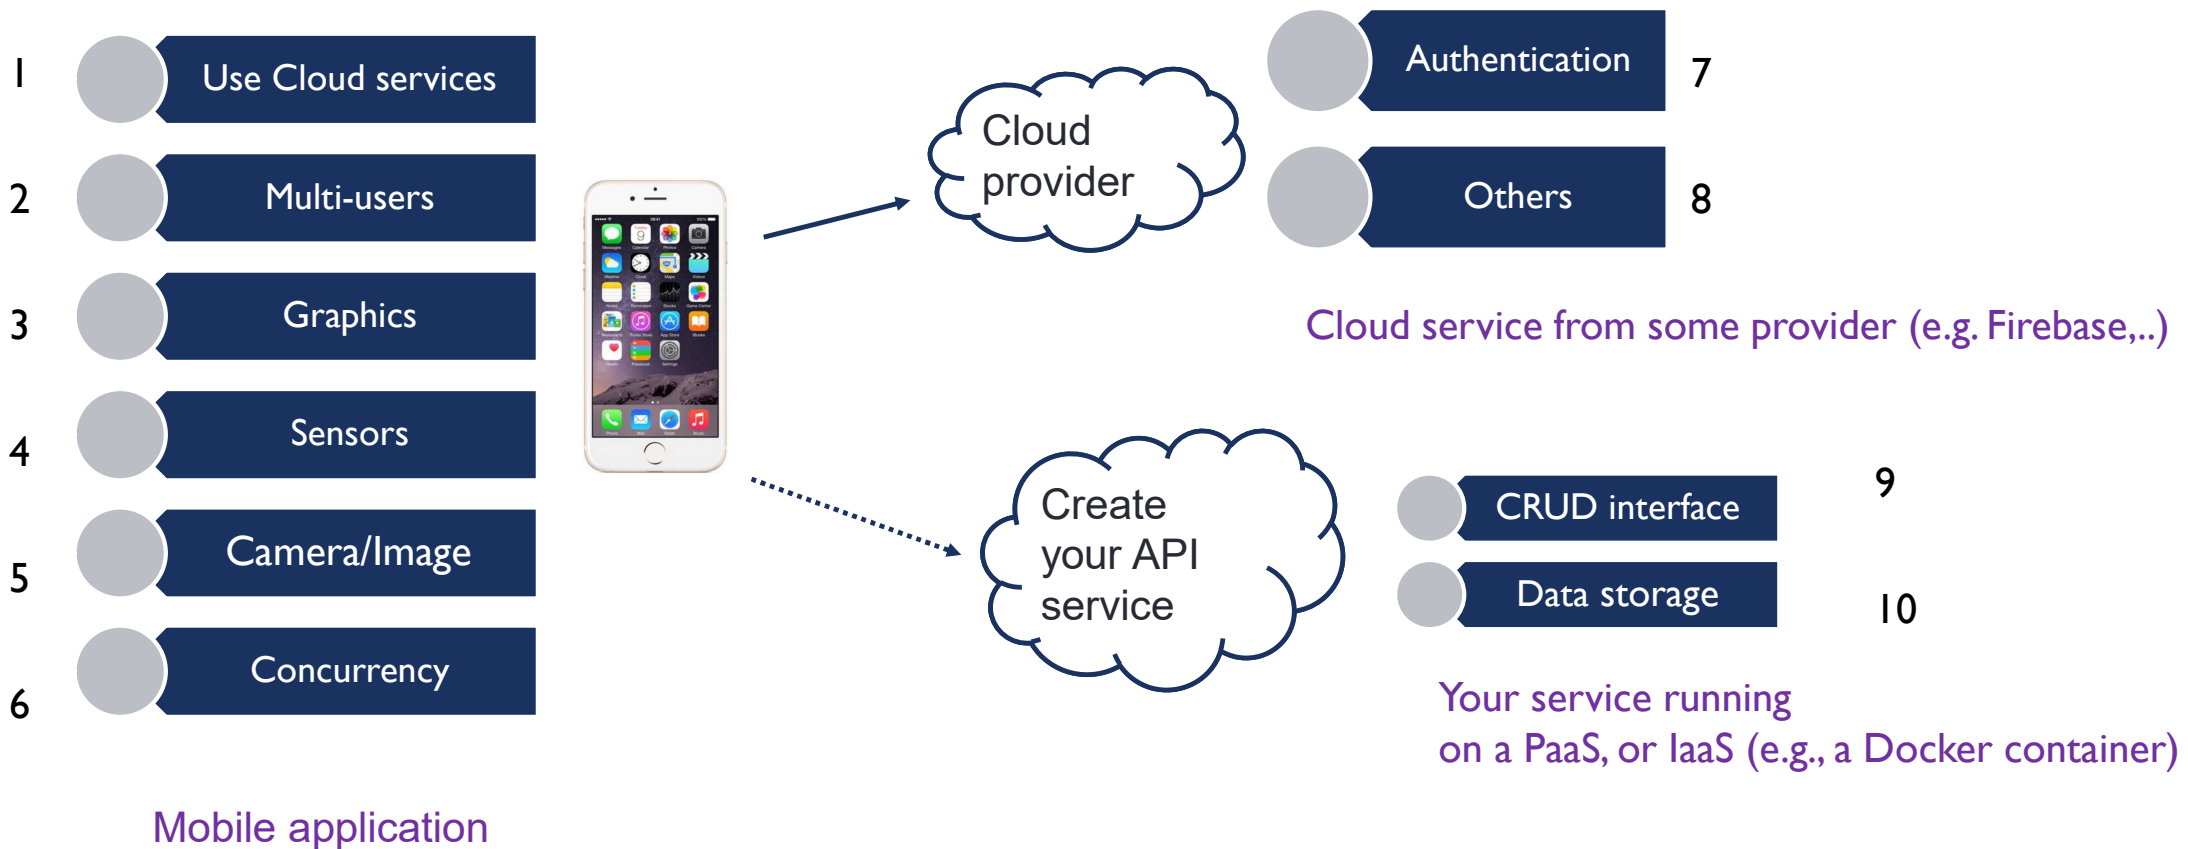 1
Use Cloud services
2
Multi-users
3
Graphics
4
Sensors
5
Camera/Image
6
Concurrency
Mobile application
Cloud
provider
Authentication
7
Others
8
Cloud service from some provider (e.g. Firebase,..)
Create
your API
service
CRUD interface
9
Data storage
10
Your service running
on a PaaS, or IaaS (e.g., a Docker container)